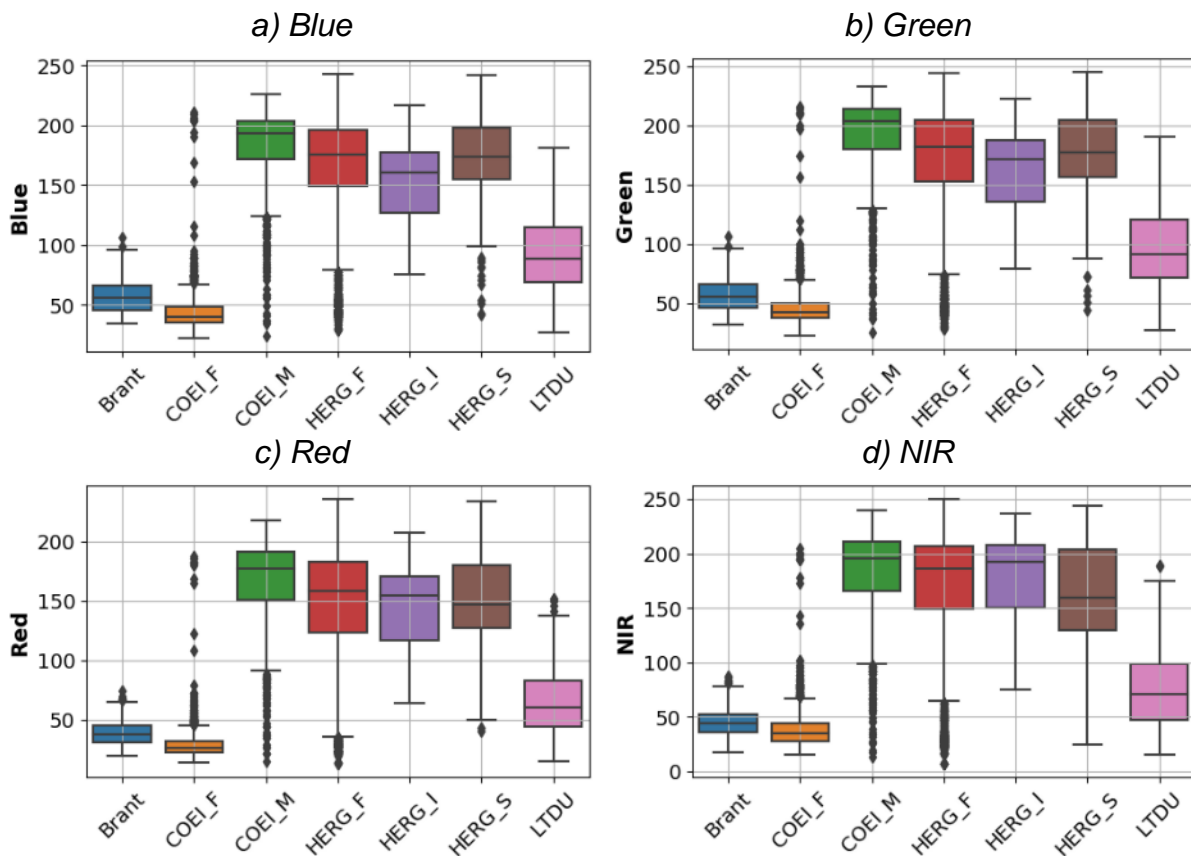 a) Blue
b) Green
250
200
150
100
50
Blue
Brant
COEI_F
COEI_M
HERG_F
HERG_I
HERG_S
LTDU
250
200
150
100
50
Green
Brant
COEI_F
COEI_M
HERG_F
HERG_I
HERG_S
LTDU
c) Red
d) NIR
200
150
100
50
Red
Brant
COEI_F
COEI_M
HERG_F
HERG_I
HERG_S
LTDU
250
200
150
100
50
0
NIR
Brant
COEI_F
COEI_M
HERG_F
HERG_I
HERG_S
LTDU